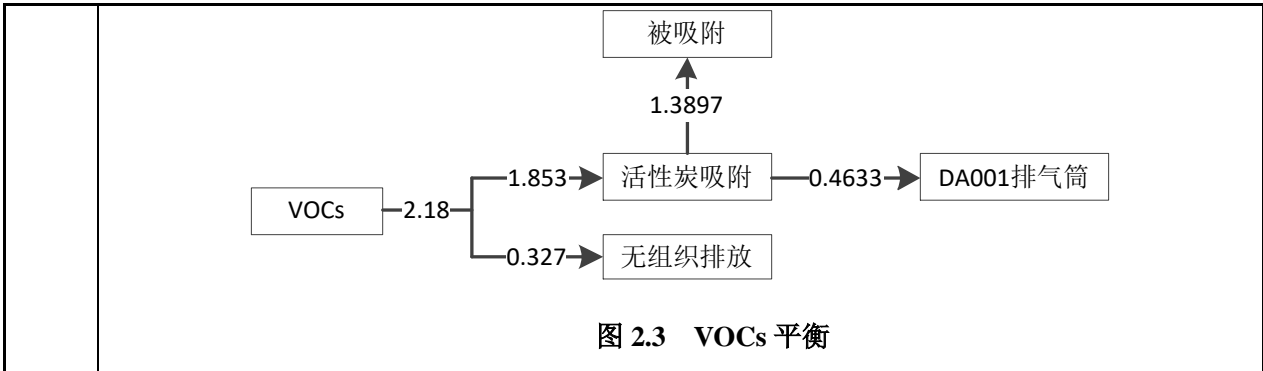 被吸附
1.3897
1.853
活性炭吸附
0.4633
DA001排气筒
VOCs
2.18
0.327
无组织排放
图 2.3 VOCs 平衡